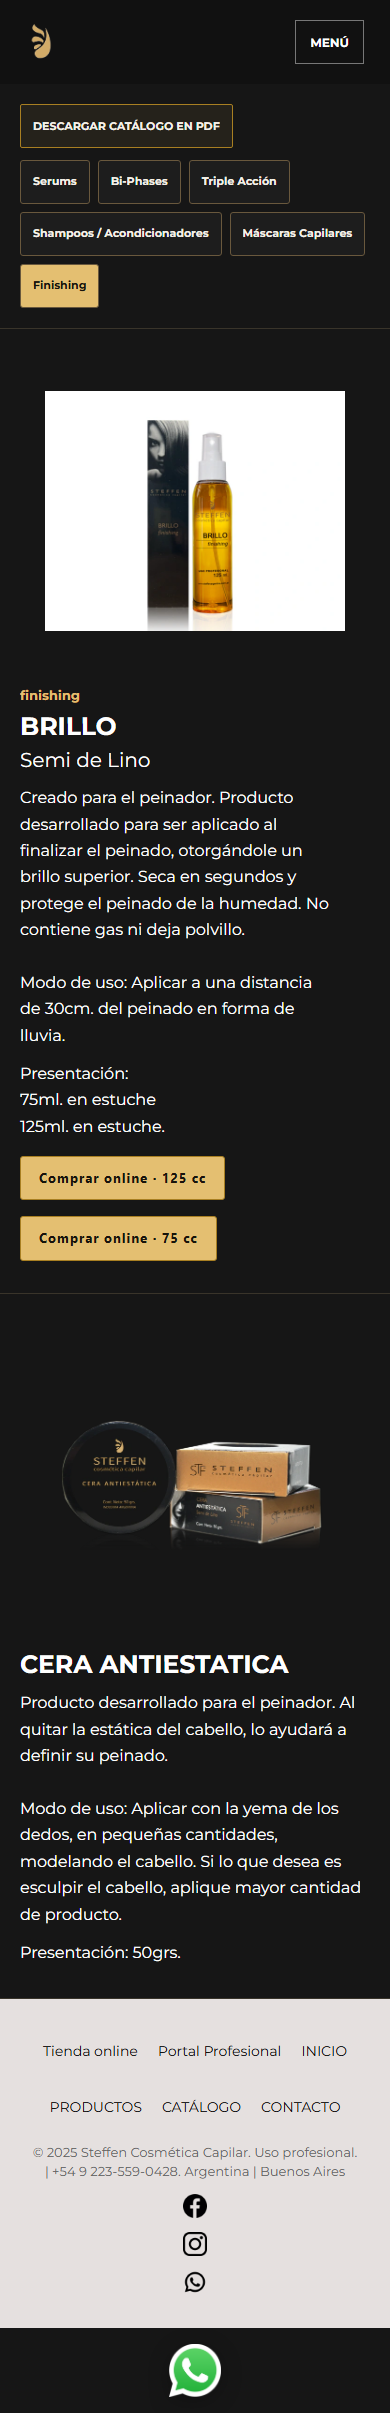 MENÚ
DESCARGAR CATÁLOGO EN PDF
Serums
Bi-Phases
Triple Acción
Shampoos / Acondicionadores
Máscaras Capilares
Finishing
STEFFEN
BRILLO
finishing
STEFFEN
BRILLO
finishing
125 ml
finishing
BRILLO
Semi de Lino
Creado para el peinador. Producto
desarrollado para ser aplicado al
finalizar el peinado, otorgándole un
brillo superior. Seca en segundos y
protege el peinado de la humedad. No
contiene gas ni deja polvillo.
Modo de uso: Aplicar a una distancia
de 30cm. del peinado en forma de
lluvia.
Presentación:
75ml. en estuche
125ml. en estuche.
Comprar online · 125 cc
Comprar online · 75 cc
STEFFEN
Cosmética Capilar
CERA ANTIESTÁTICA
STF STEFFEN
ANTIESTÁTICA
STEFFEN
CERA ANTIESTATICA
Producto desarrollado para el peinador. Al
quitar la estática del cabello, lo ayudará a
definir su peinado.
Modo de uso: Aplicar con la yema de los
dedos, en pequeñas cantidades,
modelando el cabello. Si lo que desea es
esculpir el cabello, aplique mayor cantidad
de producto.
Presentación: 50grs.
Tienda online
Portal Profesional
INICIO
PRODUCTOS
CATÁLOGO
CONTACTO
© 2025 Steffen Cosmética Capilar. Uso profesional.
| +54 9 223-559-0428. Argentina | Buenos Aires